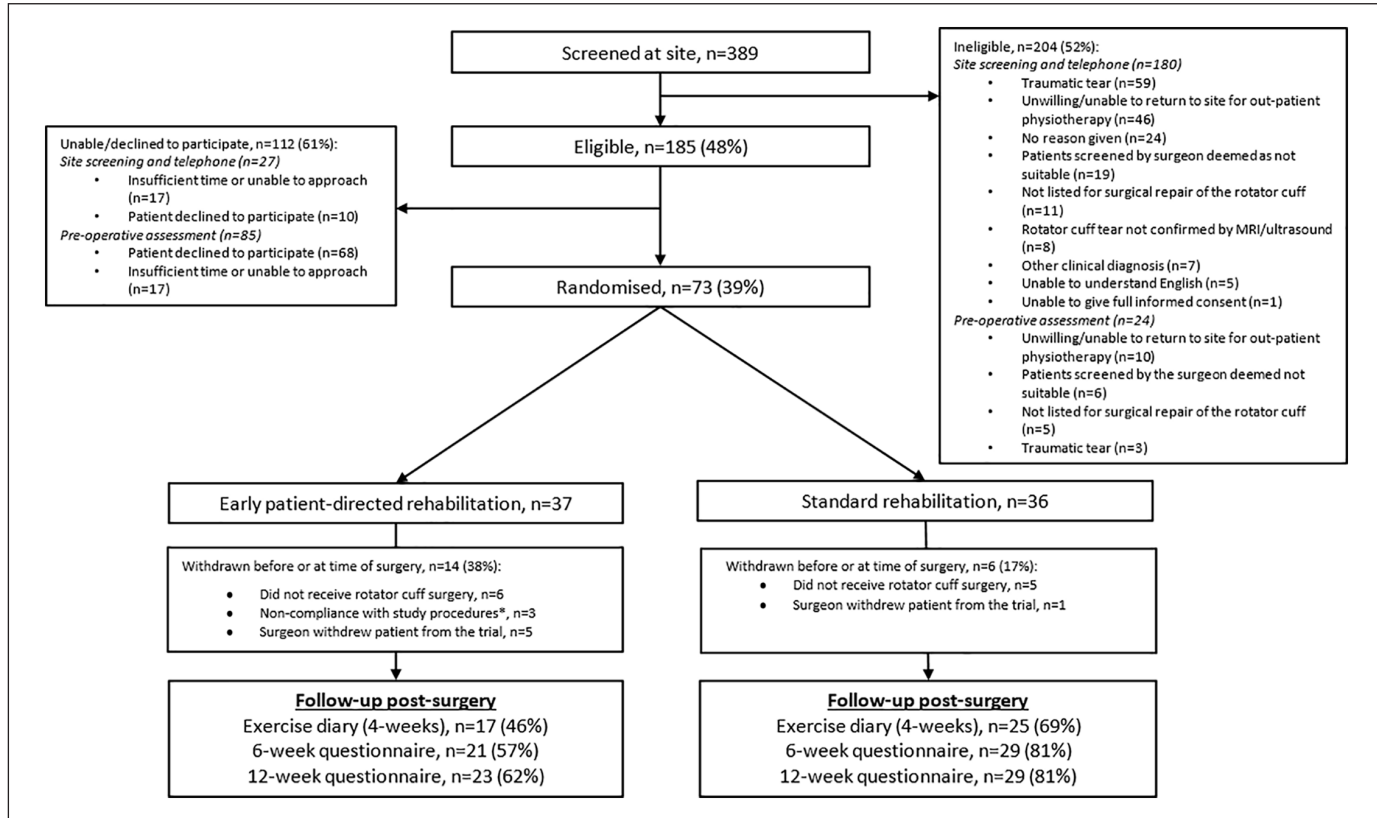 Screened at site, n=389
Ineligible, n=204 (52%):
Site screening and telephone (n=180)
• Traumatic tear (n=59)
• Unwilling/unable to return to site for out-patient
physiotherapy (n=46)
• No reason given (n=24)
• Patients screened by surgeon deemed as not
suitable (n=19)
• Not listed for surgical repair of the rotator cuff
(n=11)
• Rotator cuff tear not confirmed by MRI/ultrasound
(n=8)
• Other clinical diagnosis (n=7)
• Unable to understand English (n=5)
• Unable to give full informed consent (n=1)
Pre-operative assessment (n=24)
• Unwilling/unable to return to site for out-patient
physiotherapy (n=10)
• Patients screened by the surgeon deemed not
suitable (n=6)
• Not listed for surgical repair of the rotator cuff
(n=5)
• Traumatic tear (n=3)
Eligible, n=185 (48%)
Unable/declined to participate, n=112 (61%):
Site screening and telephone (n=27)
• Insufficient time or unable to approach
(n=17)
• Patient declined to participate (n=10)
Pre-operative assessment (n=85)
• Patient declined to participate (n=68)
• Insufficient time or unable to approach
(n=17)
Randomised, n=73 (39%)
Early patient-directed rehabilitation, n=37
Withdrawn before or at time of surgery, n=14 (38%):
• Did not receive rotator cuff surgery, n=6
• Non-compliance with study procedures*, n=3
• Surgeon withdrew patient from the trial, n=5
Follow-up post-surgery
Exercise diary (4-weeks), n=17 (46%)
6-week questionnaire, n=21 (57%)
12-week questionnaire, n=23 (62%)
Standard rehabilitation, n=36
Withdrawn before or at time of surgery, n=6 (17%):
• Did not receive rotator cuff surgery, n=5
• Surgeon withdrew patient from the trial, n=1
Follow-up post-surgery
Exercise diary (4-weeks), n=25 (69%)
6-week questionnaire, n=29 (81%)
12-week questionnaire, n=29 (81%)